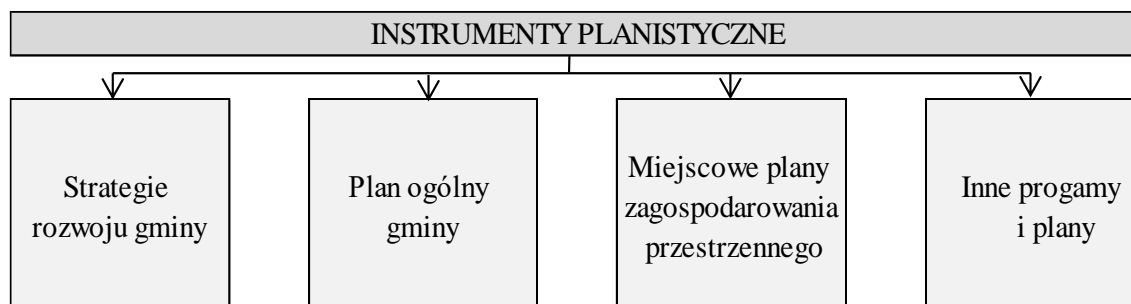 INSTRUMENTY PLANISTYCZNE
Strategie
rozwoju gminy
Plan ogólny
gminy
Miejscowe plany
zagospodarowania
przestrzennego
Inne progamy
i plany